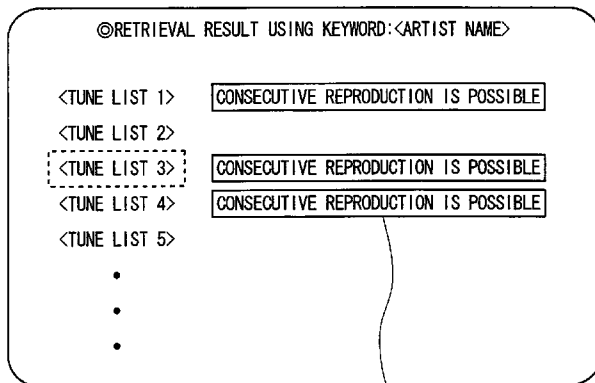 ◎RETRIEVAL RESULT USING KEYWORD:<ARTIST NAME>
<TUNE LIST 1> CONSECUTIVE REPRODUCTION IS POSSIBLE
<TUNE LIST 2>
<TUNE LIST 3> CONSECUTIVE REPRODUCTION IS POSSIBLE
<TUNE LIST 4> CONSECUTIVE REPRODUCTION IS POSSIBLE
<TUNE LIST 5>